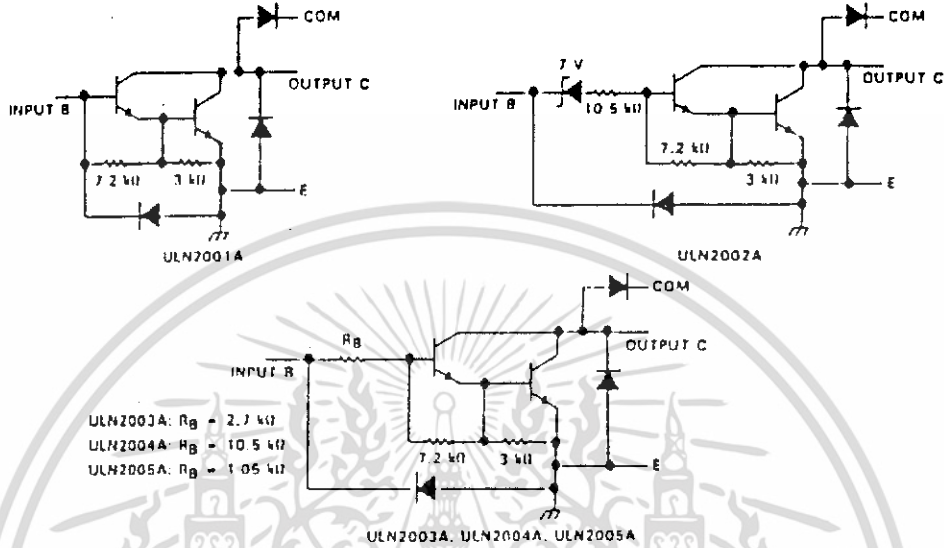 COM
OUTPUT C
INPUT B
7.2 kΩ
3 kΩ
E
ULN2001A
COM
OUTPUT C
7 V
INPUT B
10.5 kΩ
7.2 kΩ
3 kΩ
E
ULN2002A
COM
OUTPUT C
RB
INPUT B
ULN2003A: RB = 2.7 kΩ
ULN2004A: RB = 10.5 kΩ
ULN2005A: RB = 1.05 kΩ
7.2 kΩ
3 kΩ
E
ULN2003A, ULN2004A, ULN2005A